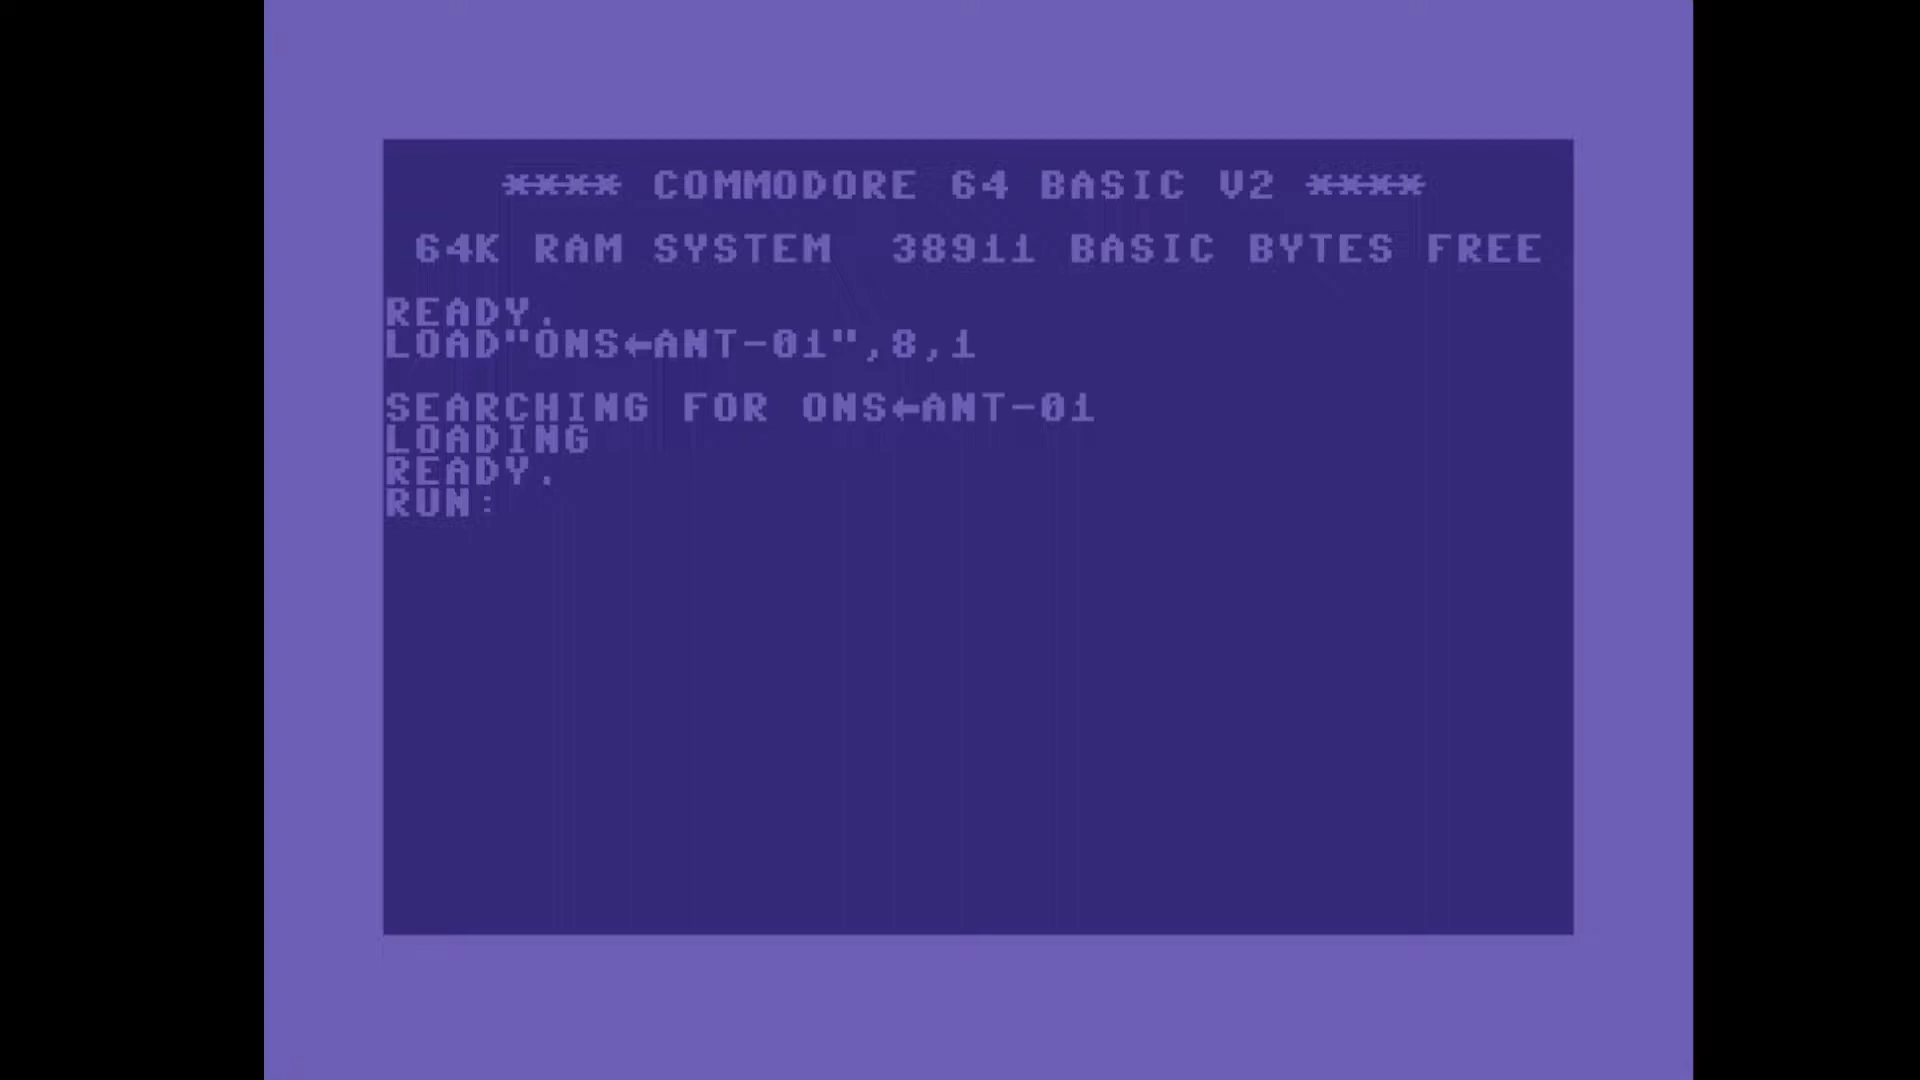 **** COMMODORE 64 BASIC V2 ****
64K RAM SYSTEM  38911 BASIC BYTES FREE
READY.
LOAD"ONS←ANT-01",8,1
SEARCHING FOR ONS←ANT-01
LOADING
READY.
RUN: